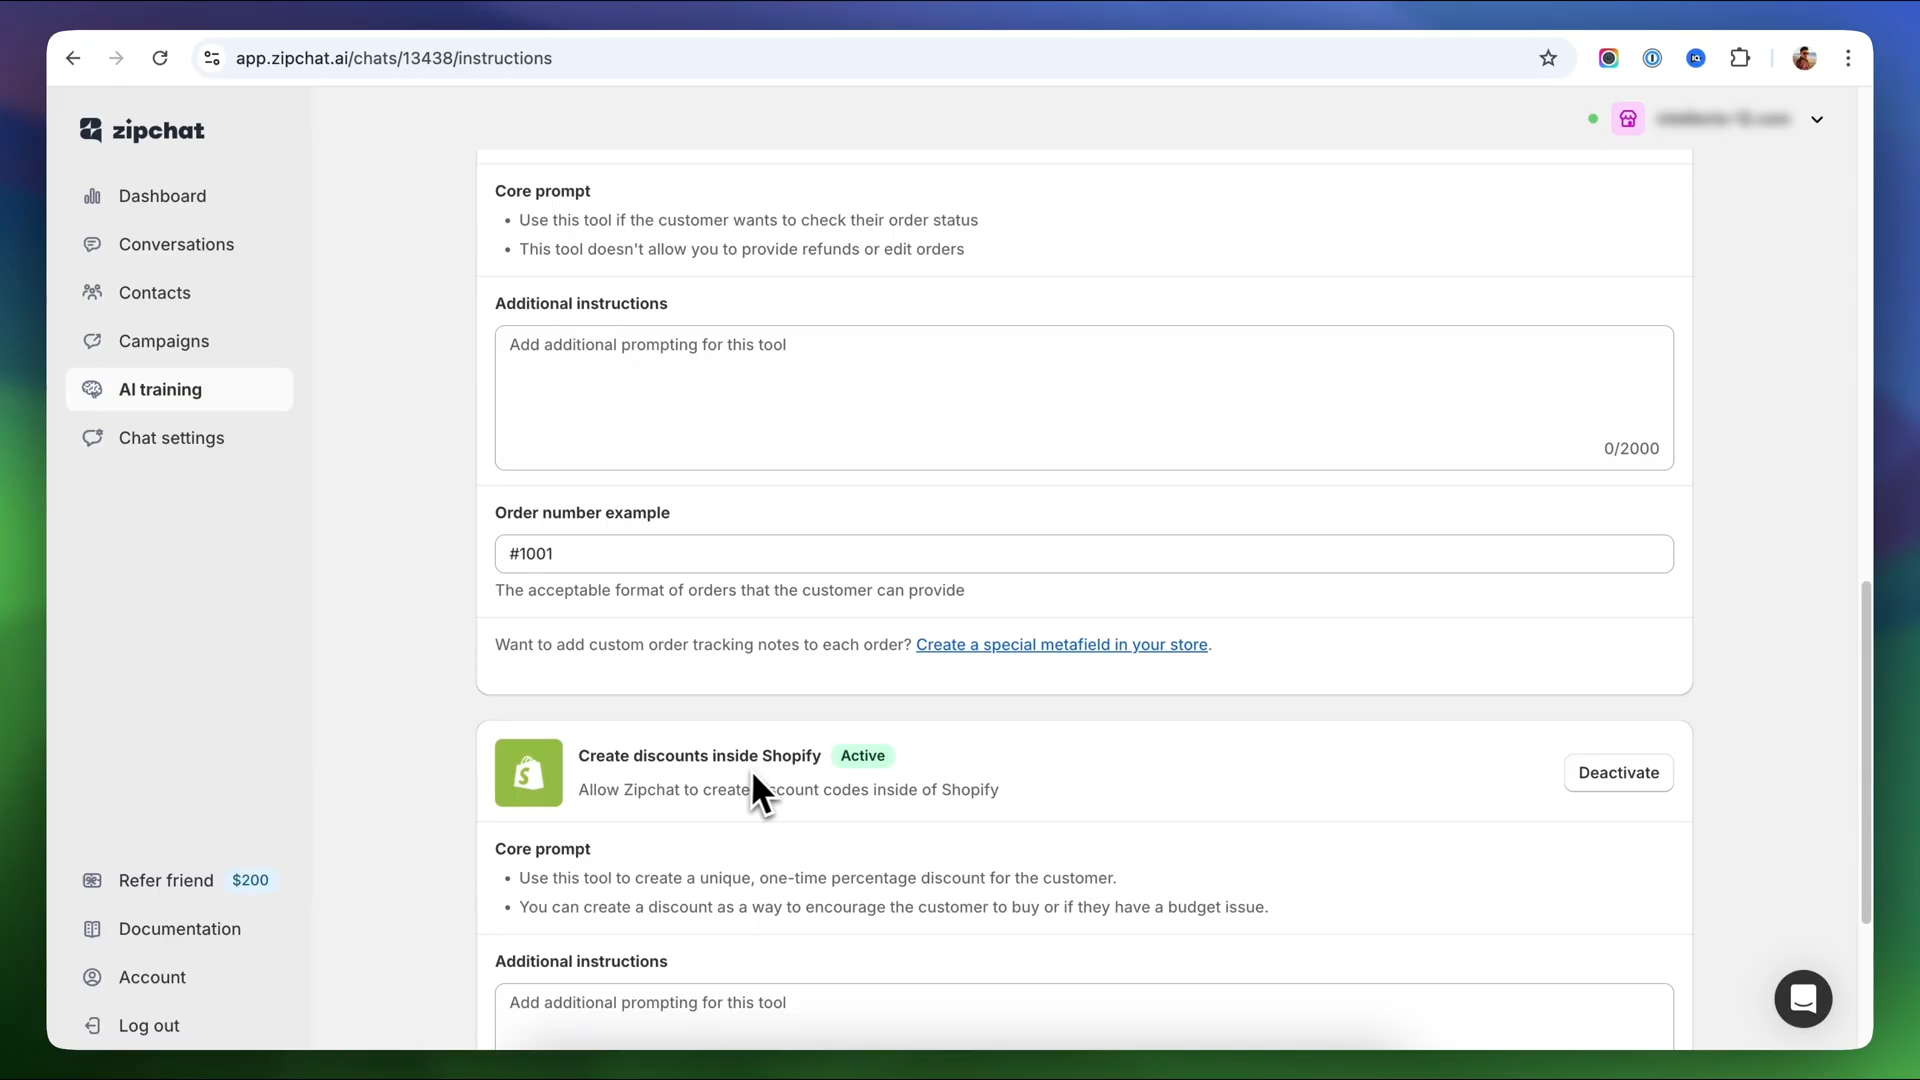 app.zipchat.ai/chats/13438/instructions
zipchat
Dashboard
Conversations
Contacts
Campaigns
AI training
Chat settings
Refer friend $200
Documentation
Account
Log out
Core prompt
• Use this tool if the customer wants to check their order status
• This tool doesn't allow you to provide refunds or edit orders
Additional instructions
Add additional prompting for this tool
0/2000
Order number example
#1001
The acceptable format of orders that the customer can provide
Want to add custom order tracking notes to each order? Create a special metafield in your store.
Create discounts inside Shopify Active
Allow Zipchat to create discount codes inside of Shopify
Deactivate
Core prompt
• Use this tool to create a unique, one-time percentage discount for the customer.
• You can create a discount as a way to encourage the customer to buy or if they have a budget issue.
Additional instructions
Add additional prompting for this tool